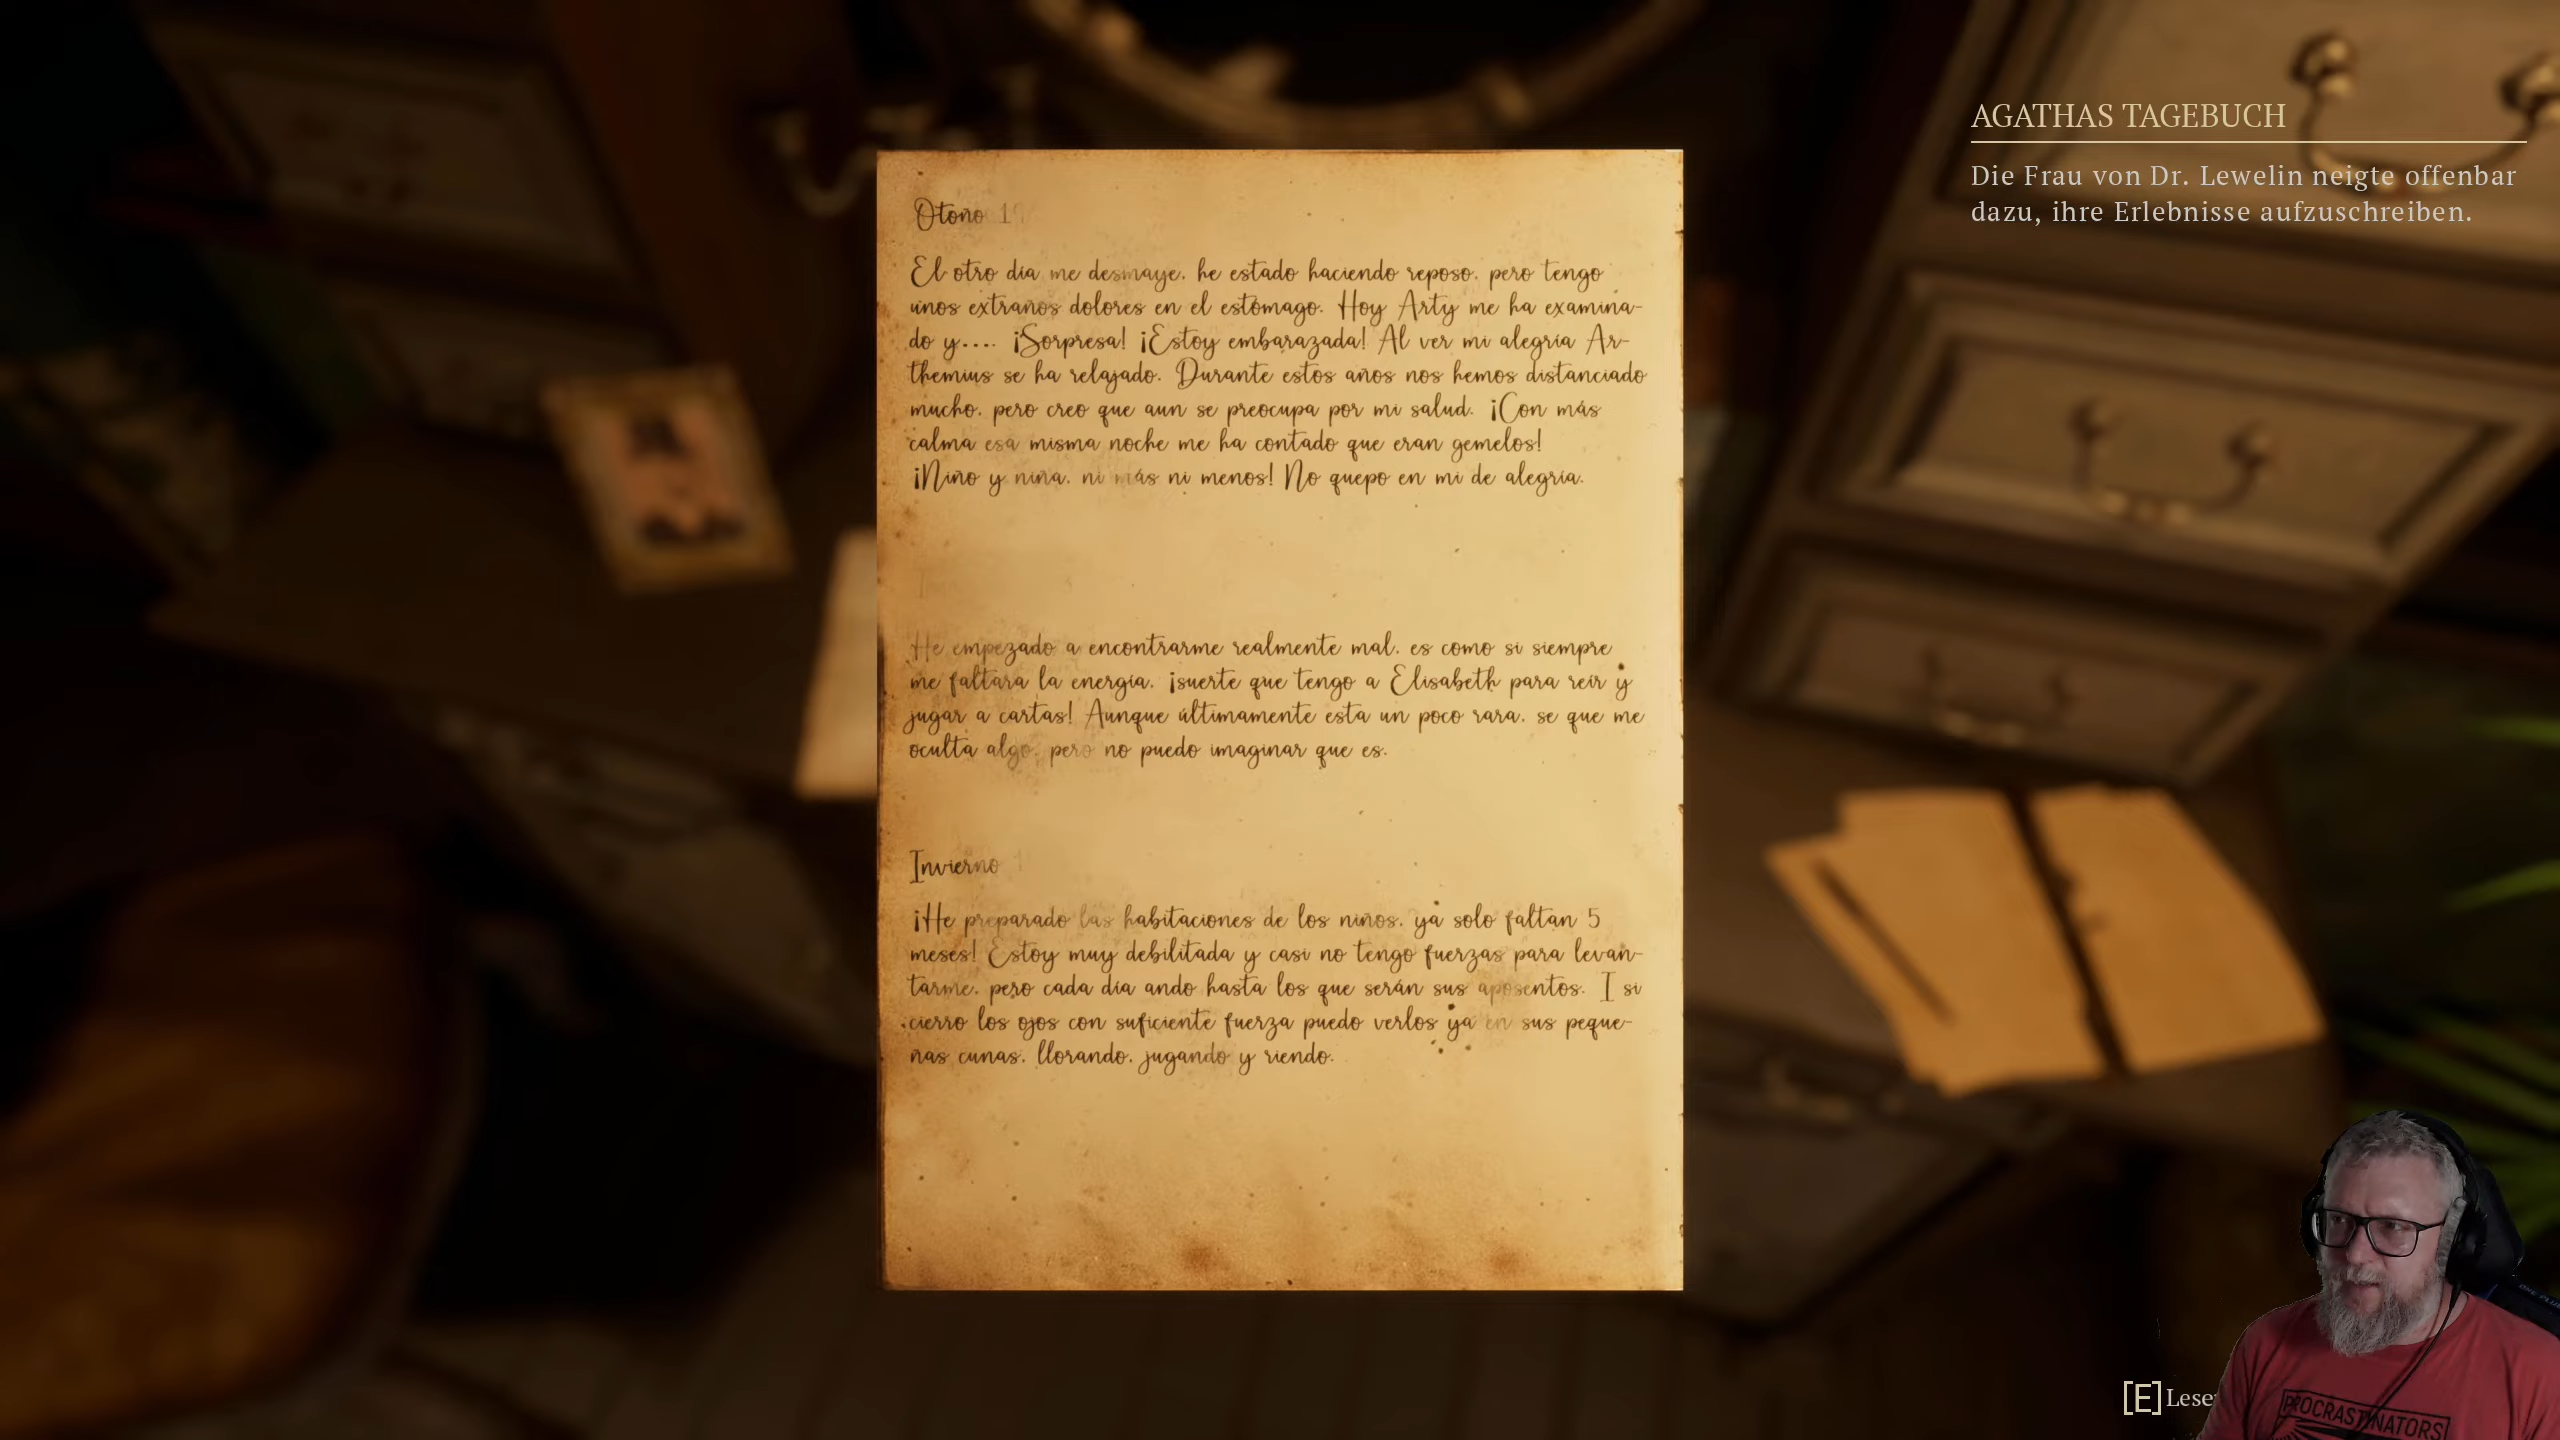 AGATHAS TAGEBUCH
Die Frau von Dr. Lewelin neigte offenbar
dazu, ihre Erlebnisse aufzuschreiben.
Otoño 19
El otro día me desmaye. he estado haciendo reposo. pero tengo
unos extraños dolores en el estómago. Hoy Arty me ha examina-
do y.... ¡Sorpresa! ¡Estoy embarazada! Al ver mi alegría Ar-
themius se ha relajado. Durante estos años nos hemos distanciado
mucho. pero creo que aun se preocupa por mi salud. ¡Con más
calma esa misma noche me ha contado que eran gemelos!
¡Niño y niña. ni más ni menos! No quepo en mi de alegría.
He empezado a encontrarme realmente mal. es como si siempre
me faltara la energía. ¡suerte que tengo a Elisabeth para reír y
jugar a cartas! Aunque últimamente esta un poco rara. se que me
oculta algo. pero no puedo imaginar que es.
Invierno 1
¡He preparado las habitaciones de los niños. ya solo faltan 5
meses! Estoy muy debilitada y casi no tengo fuerzas para levan-
tarme. pero cada día ando hasta los que serán sus aposentos. I si
cierro los ojos con suficiente fuerza puedo verlos ya en sus peque-
ñas cunas. llorando. jugando y riendo.
[E] Lese
PROCRASTINATORS